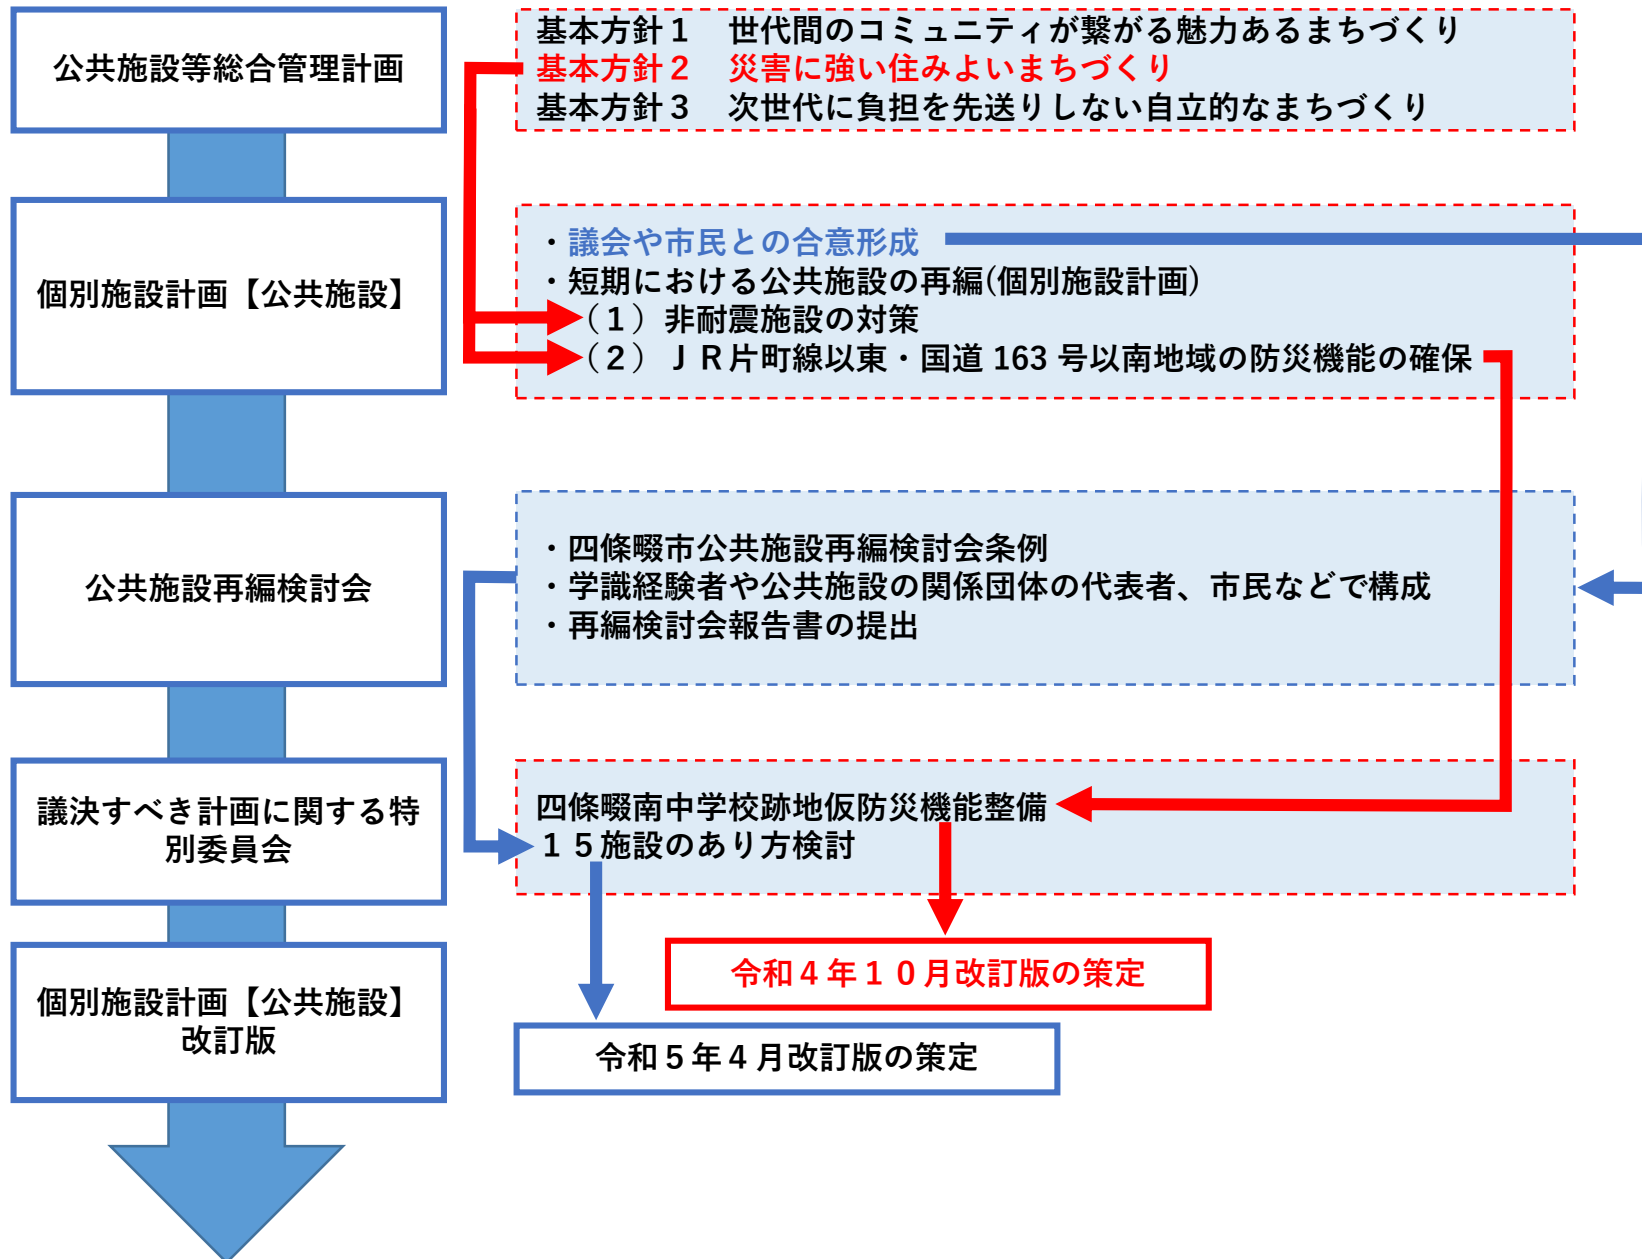 公共施設等総合管理計画
基本方針１　世代間のコミュニティが繋がる魅力あるまちづくり
基本方針２　災害に強い住みよいまちづくり
基本方針３　次世代に負担を先送りしない自立的なまちづくり
個別施設計画【公共施設】
・議会や市民との合意形成
・短期における公共施設の再編(個別施設計画)
（１）非耐震施設の対策
（２）ＪＲ片町線以東・国道 163 号以南地域の防災機能の確保
公共施設再編検討会
・四條畷市公共施設再編検討会条例
・学識経験者や公共施設の関係団体の代表者、市民などで構成
・再編検討会報告書の提出
議決すべき計画に関する特
別委員会
四條畷南中学校跡地仮防災機能整備
１５施設のあり方検討
個別施設計画【公共施設】
改訂版
令和４年１０月改訂版の策定
令和５年４月改訂版の策定